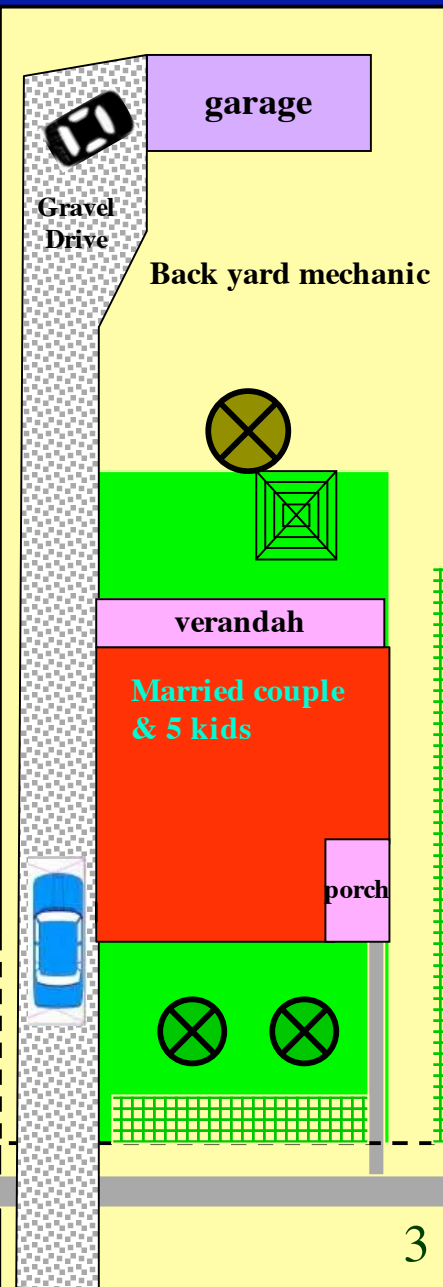 garage
Gravel
Drive
Back yard mechanic
verandah
Married couple
& 5 kids
porch
3